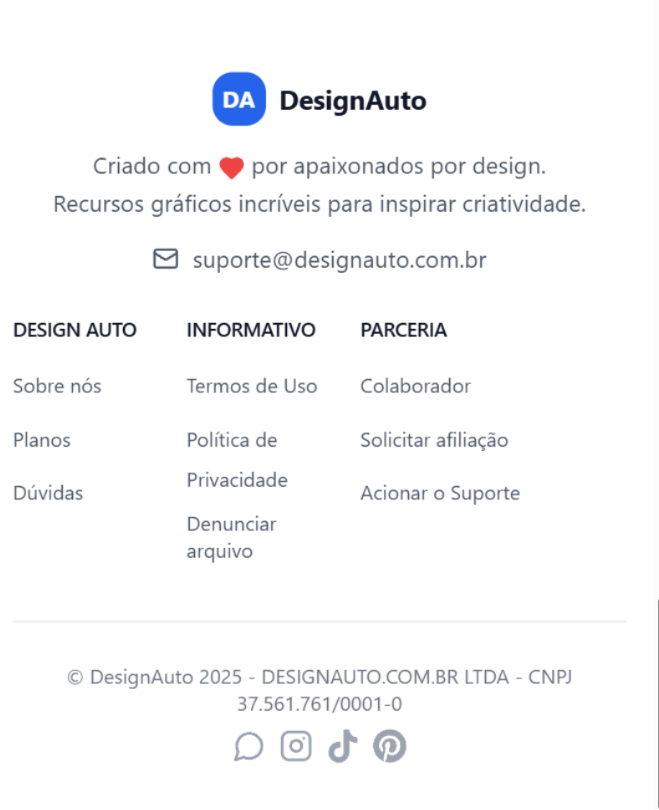 DA DesignAuto
Criado com por apaixonados por design.
Recursos gráficos incríveis para inspirar criatividade.
suporte@designauto.com.br
DESIGN AUTO
Sobre nós
Planos
Dúvidas
INFORMATIVO
Termos de Uso
Política de
Privacidade
Denunciar
arquivo
PARCERIA
Colaborador
Solicitar afiliação
Acionar o Suporte
© DesignAuto 2025 - DESIGNAUTO.COM.BR LTDA - CNPJ
37.561.761/0001-0